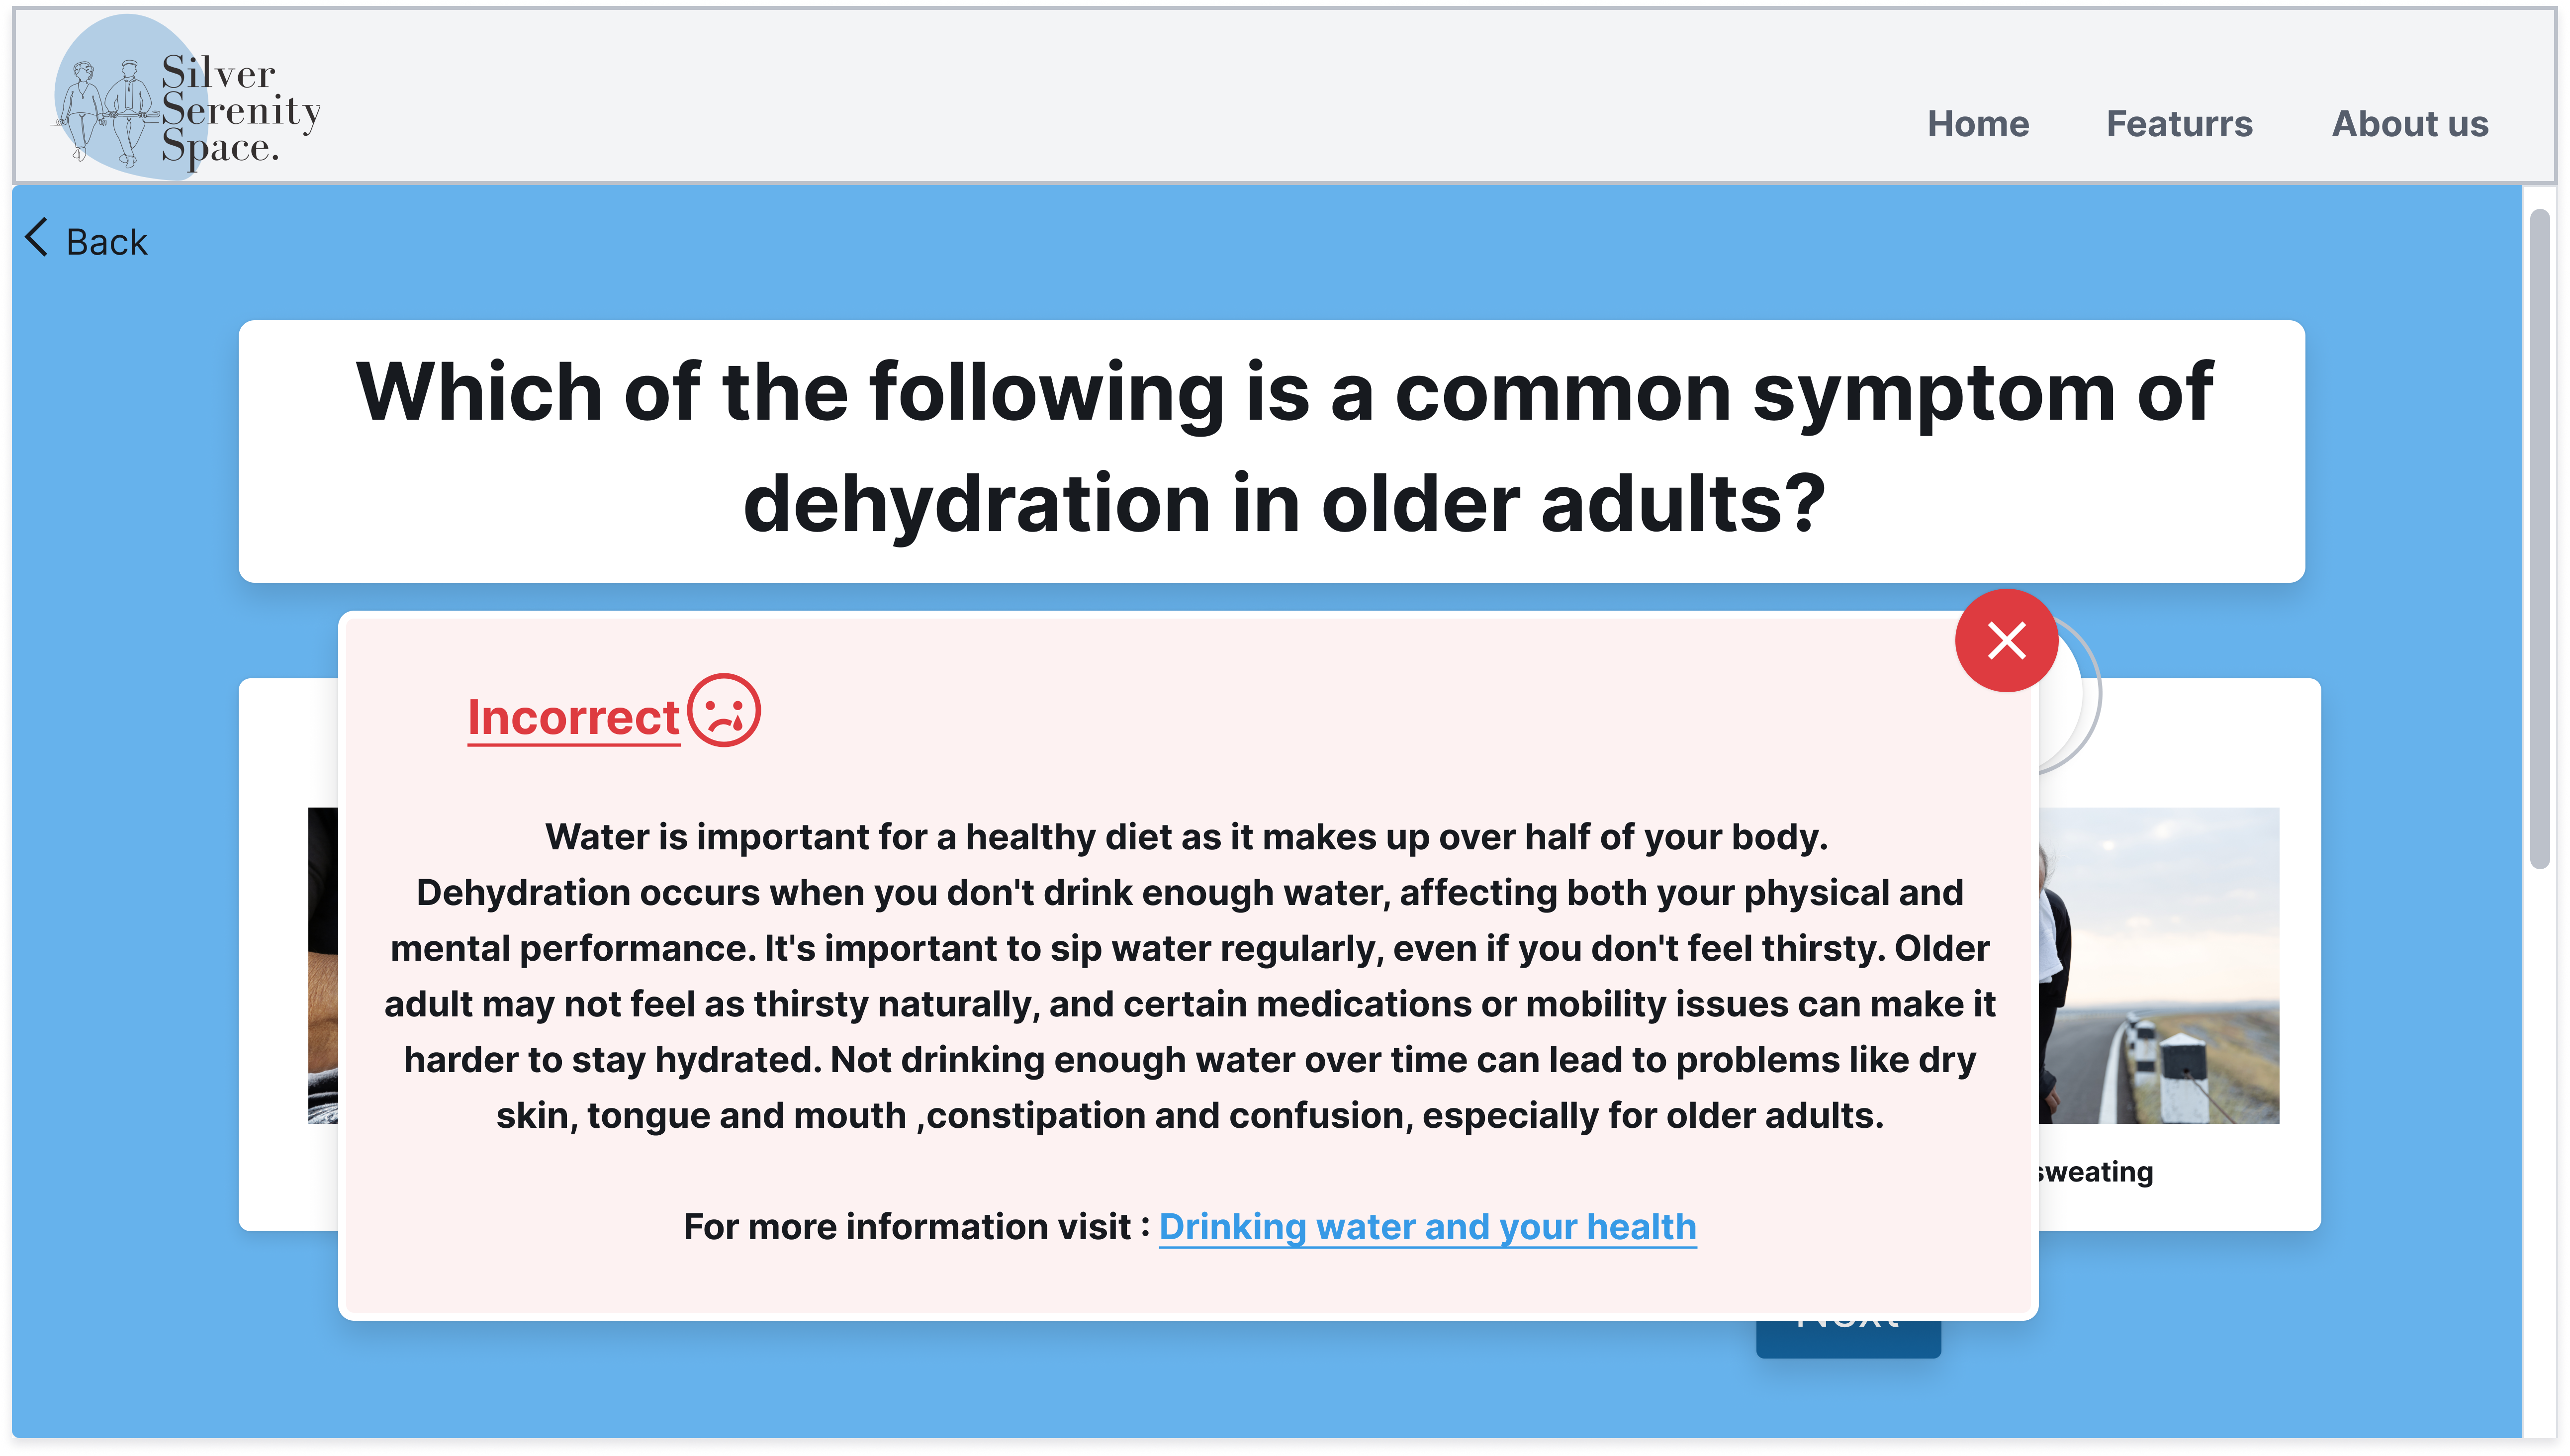 Silver
Serenity
Space.
Home Featurrs About us
Back
Which of the following is a common symptom of
dehydration in older adults?
Incorrect
Water is important for a healthy diet as it makes up over half of your body.
Dehydration occurs when you don't drink enough water, affecting both your physical and
mental performance. It's important to sip water regularly, even if you don't feel thirsty. Older
adult may not feel as thirsty naturally, and certain medications or mobility issues can make it
harder to stay hydrated. Not drinking enough water over time can lead to problems like dry
skin, tongue and mouth ,constipation and confusion, especially for older adults.
sweating
For more information visit : Drinking water and your health
Next